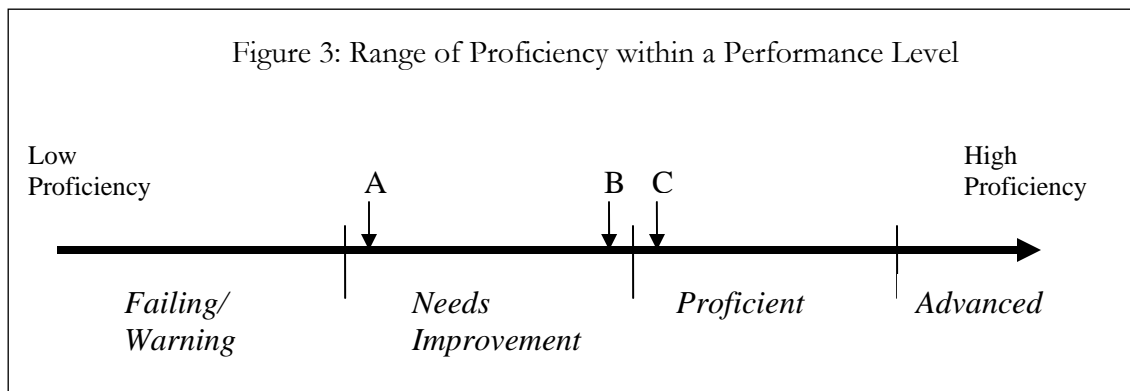 Figure 3: Range of Proficiency within a Performance Level
Low
Proficiency
High
Proficiency
A
B
C
Failing/
Warning
Needs
Improvement
Proficient
Advanced